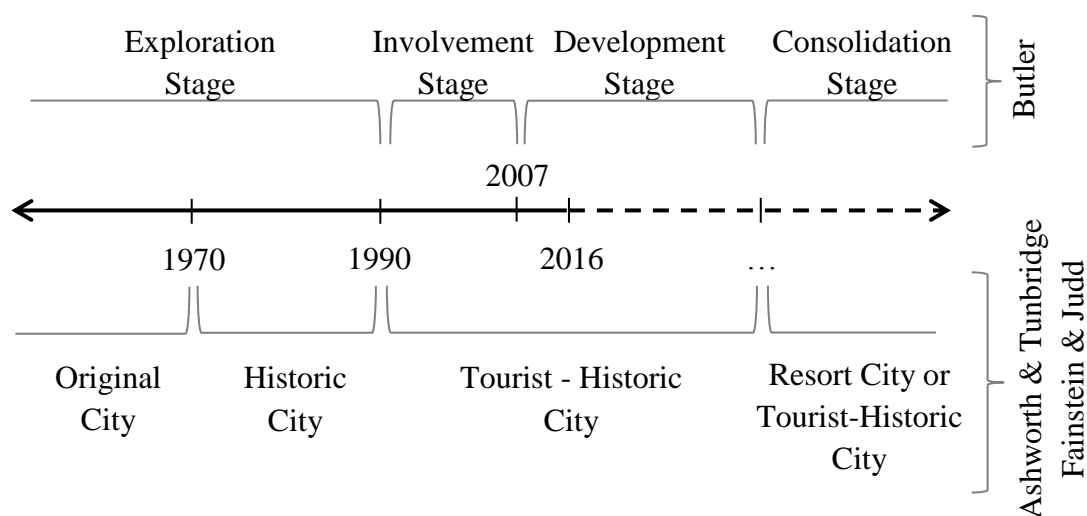 Exploration Stage
Involvement Stage
Development Stage
Consolidation Stage
Butler
2007
1970
1990
2016
…
Original City
Historic City
Tourist - Historic City
Resort City or Tourist-Historic City
Ashworth & Tunbridge
Fainstein & Judd